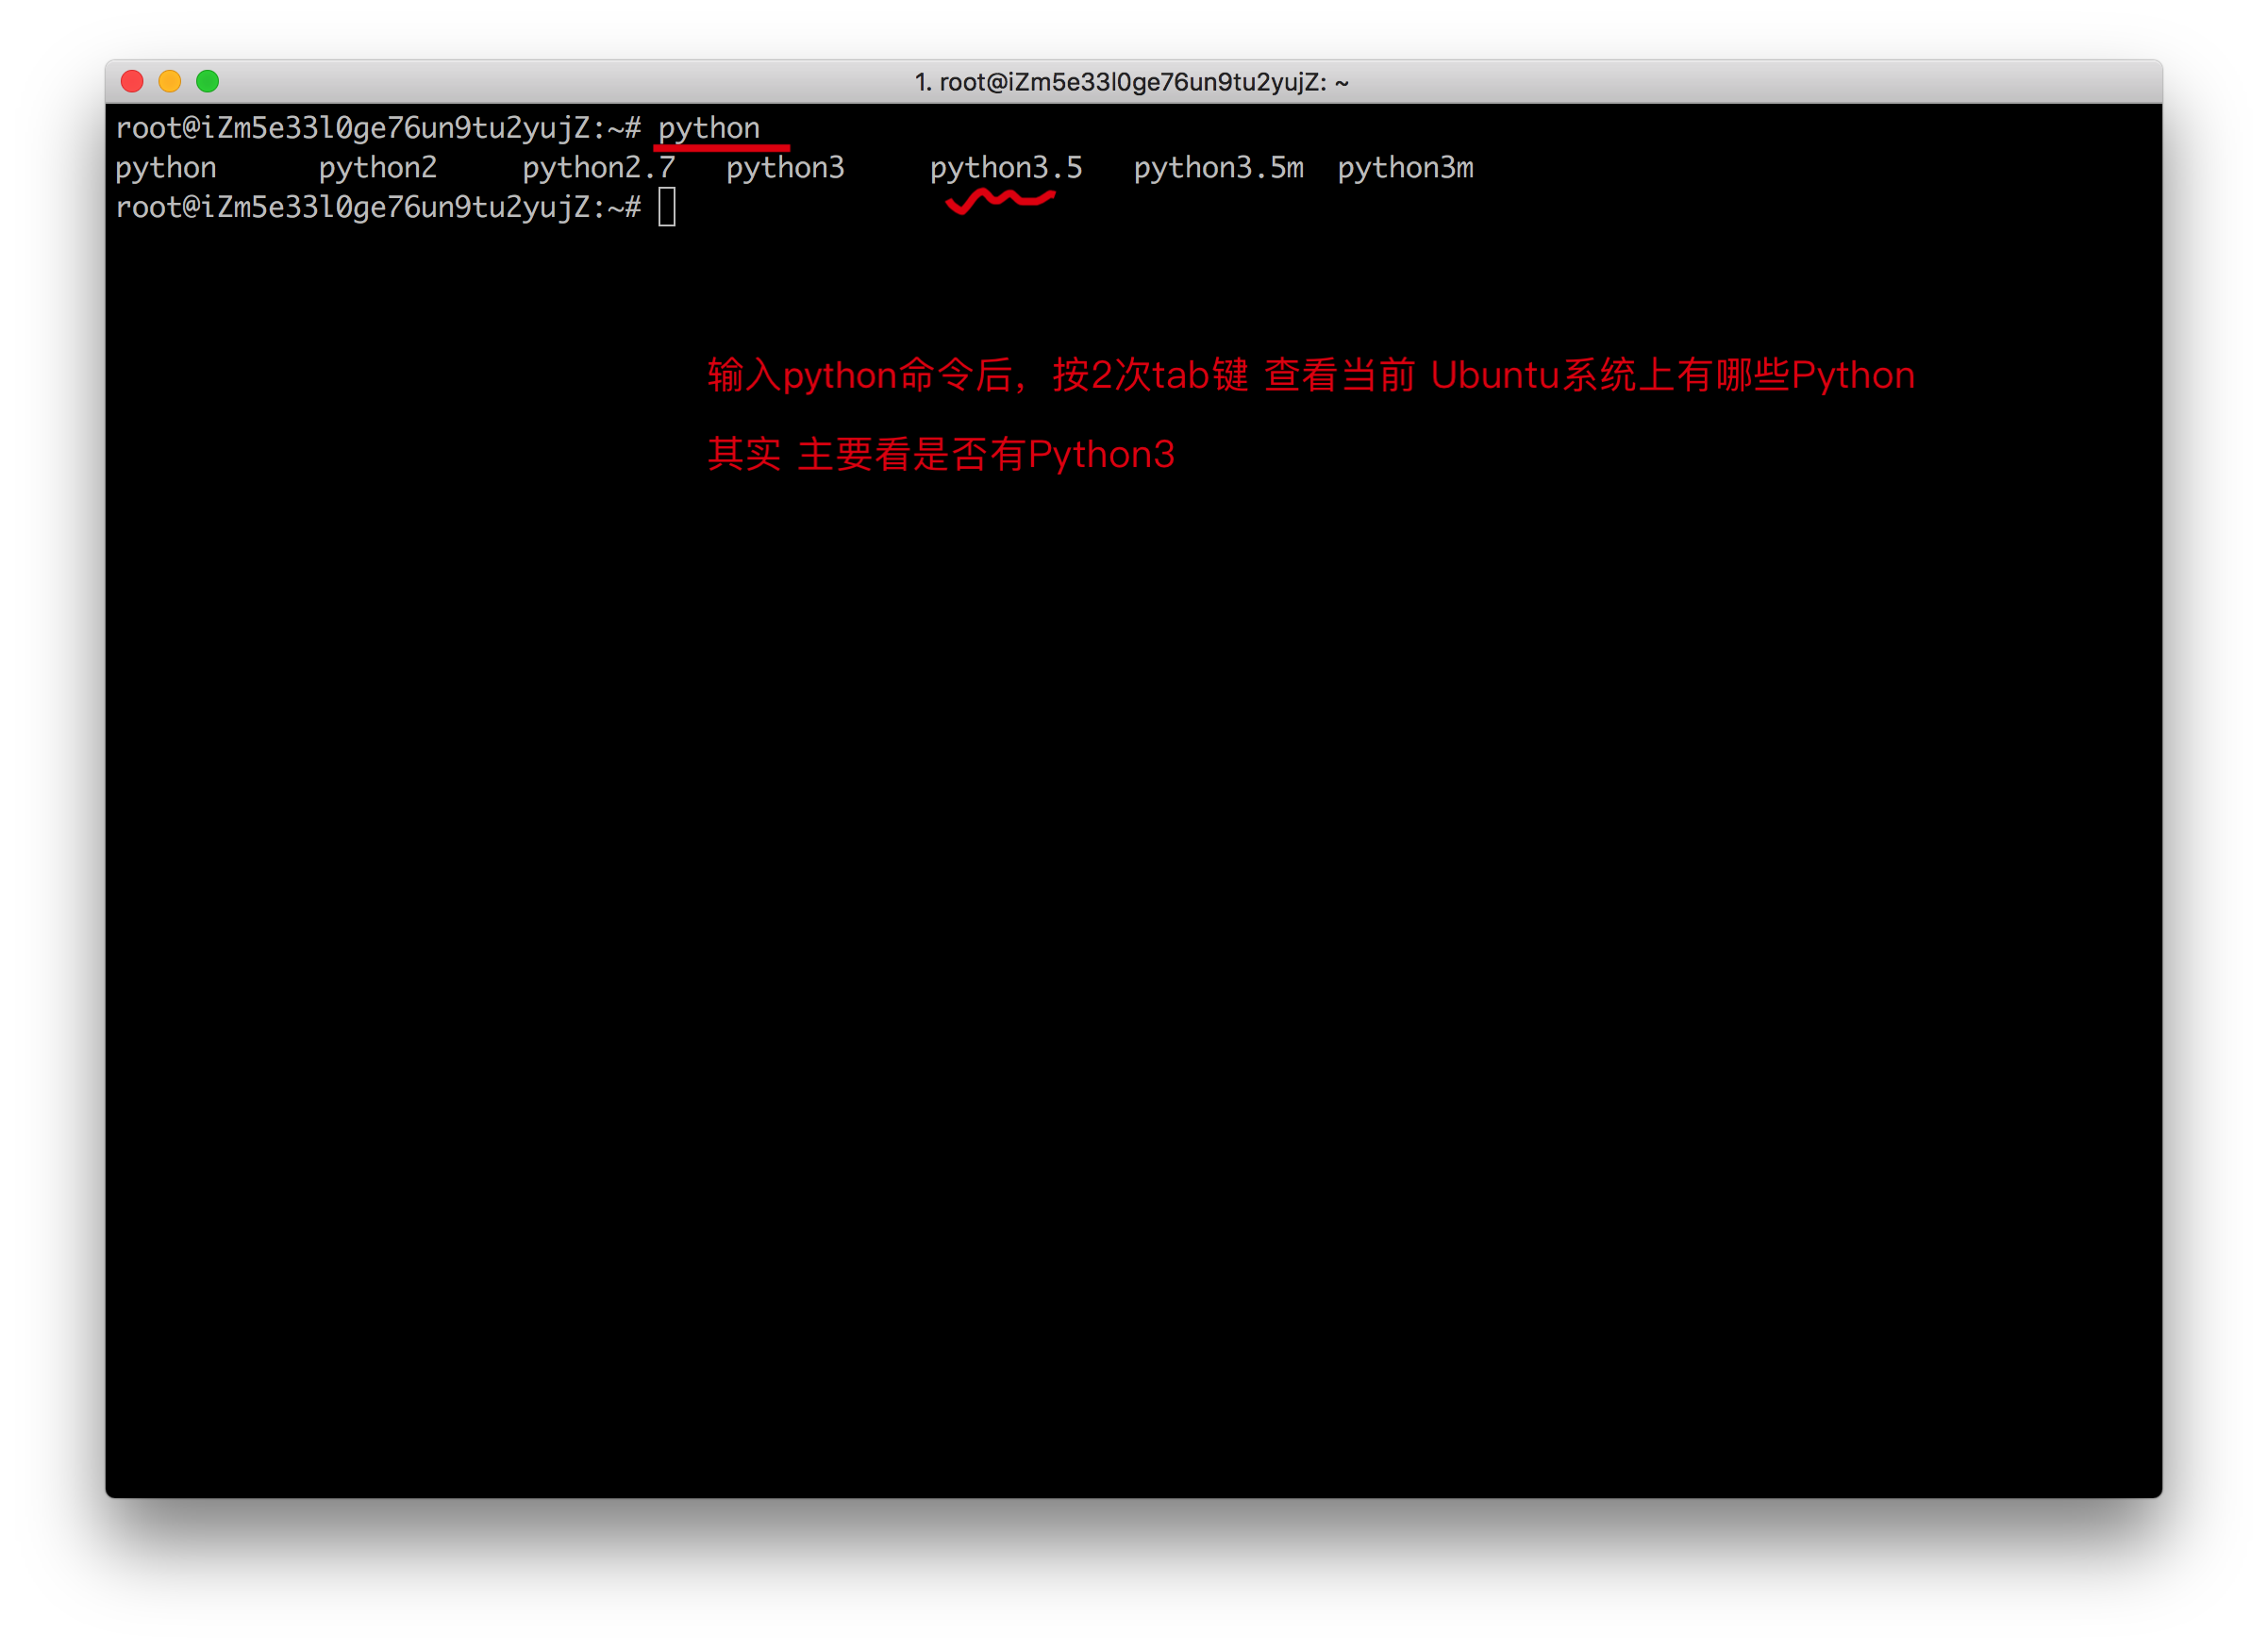 1. root@iZm5e33l0ge76un9tu2yujZ: ~
root@iZm5e33l0ge76un9tu2yujZ:~# python
python      python2     python2.7   python3     python3.5   python3.5m  python3m
root@iZm5e33l0ge76un9tu2yujZ:~#
输入python命令后，按2次tab键 查看当前 Ubuntu系统上有哪些Python
其实 主要看是否有Python3